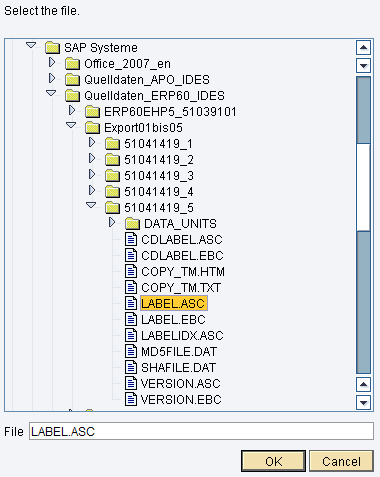 Select the file.
SAP Systeme
Office_2007_en
Quelldaten_APO_IDES
Quelldaten_ERP60_IDES
ERP60EHP5_51039101
Export01bis05
51041419_1
51041419_2
51041419_3
51041419_4
51041419_5
DATA_UNITS
CDLABEL.ASC
CDLABEL.EBC
COPY_TM.HTM
COPY_TM.TXT
LABEL.ASC
LABEL.EBC
LABELIDX.ASC
MD5FILE.DAT
SHAFILE.DAT
VERSION.ASC
VERSION.EBC
File LABEL.ASC
OK Cancel